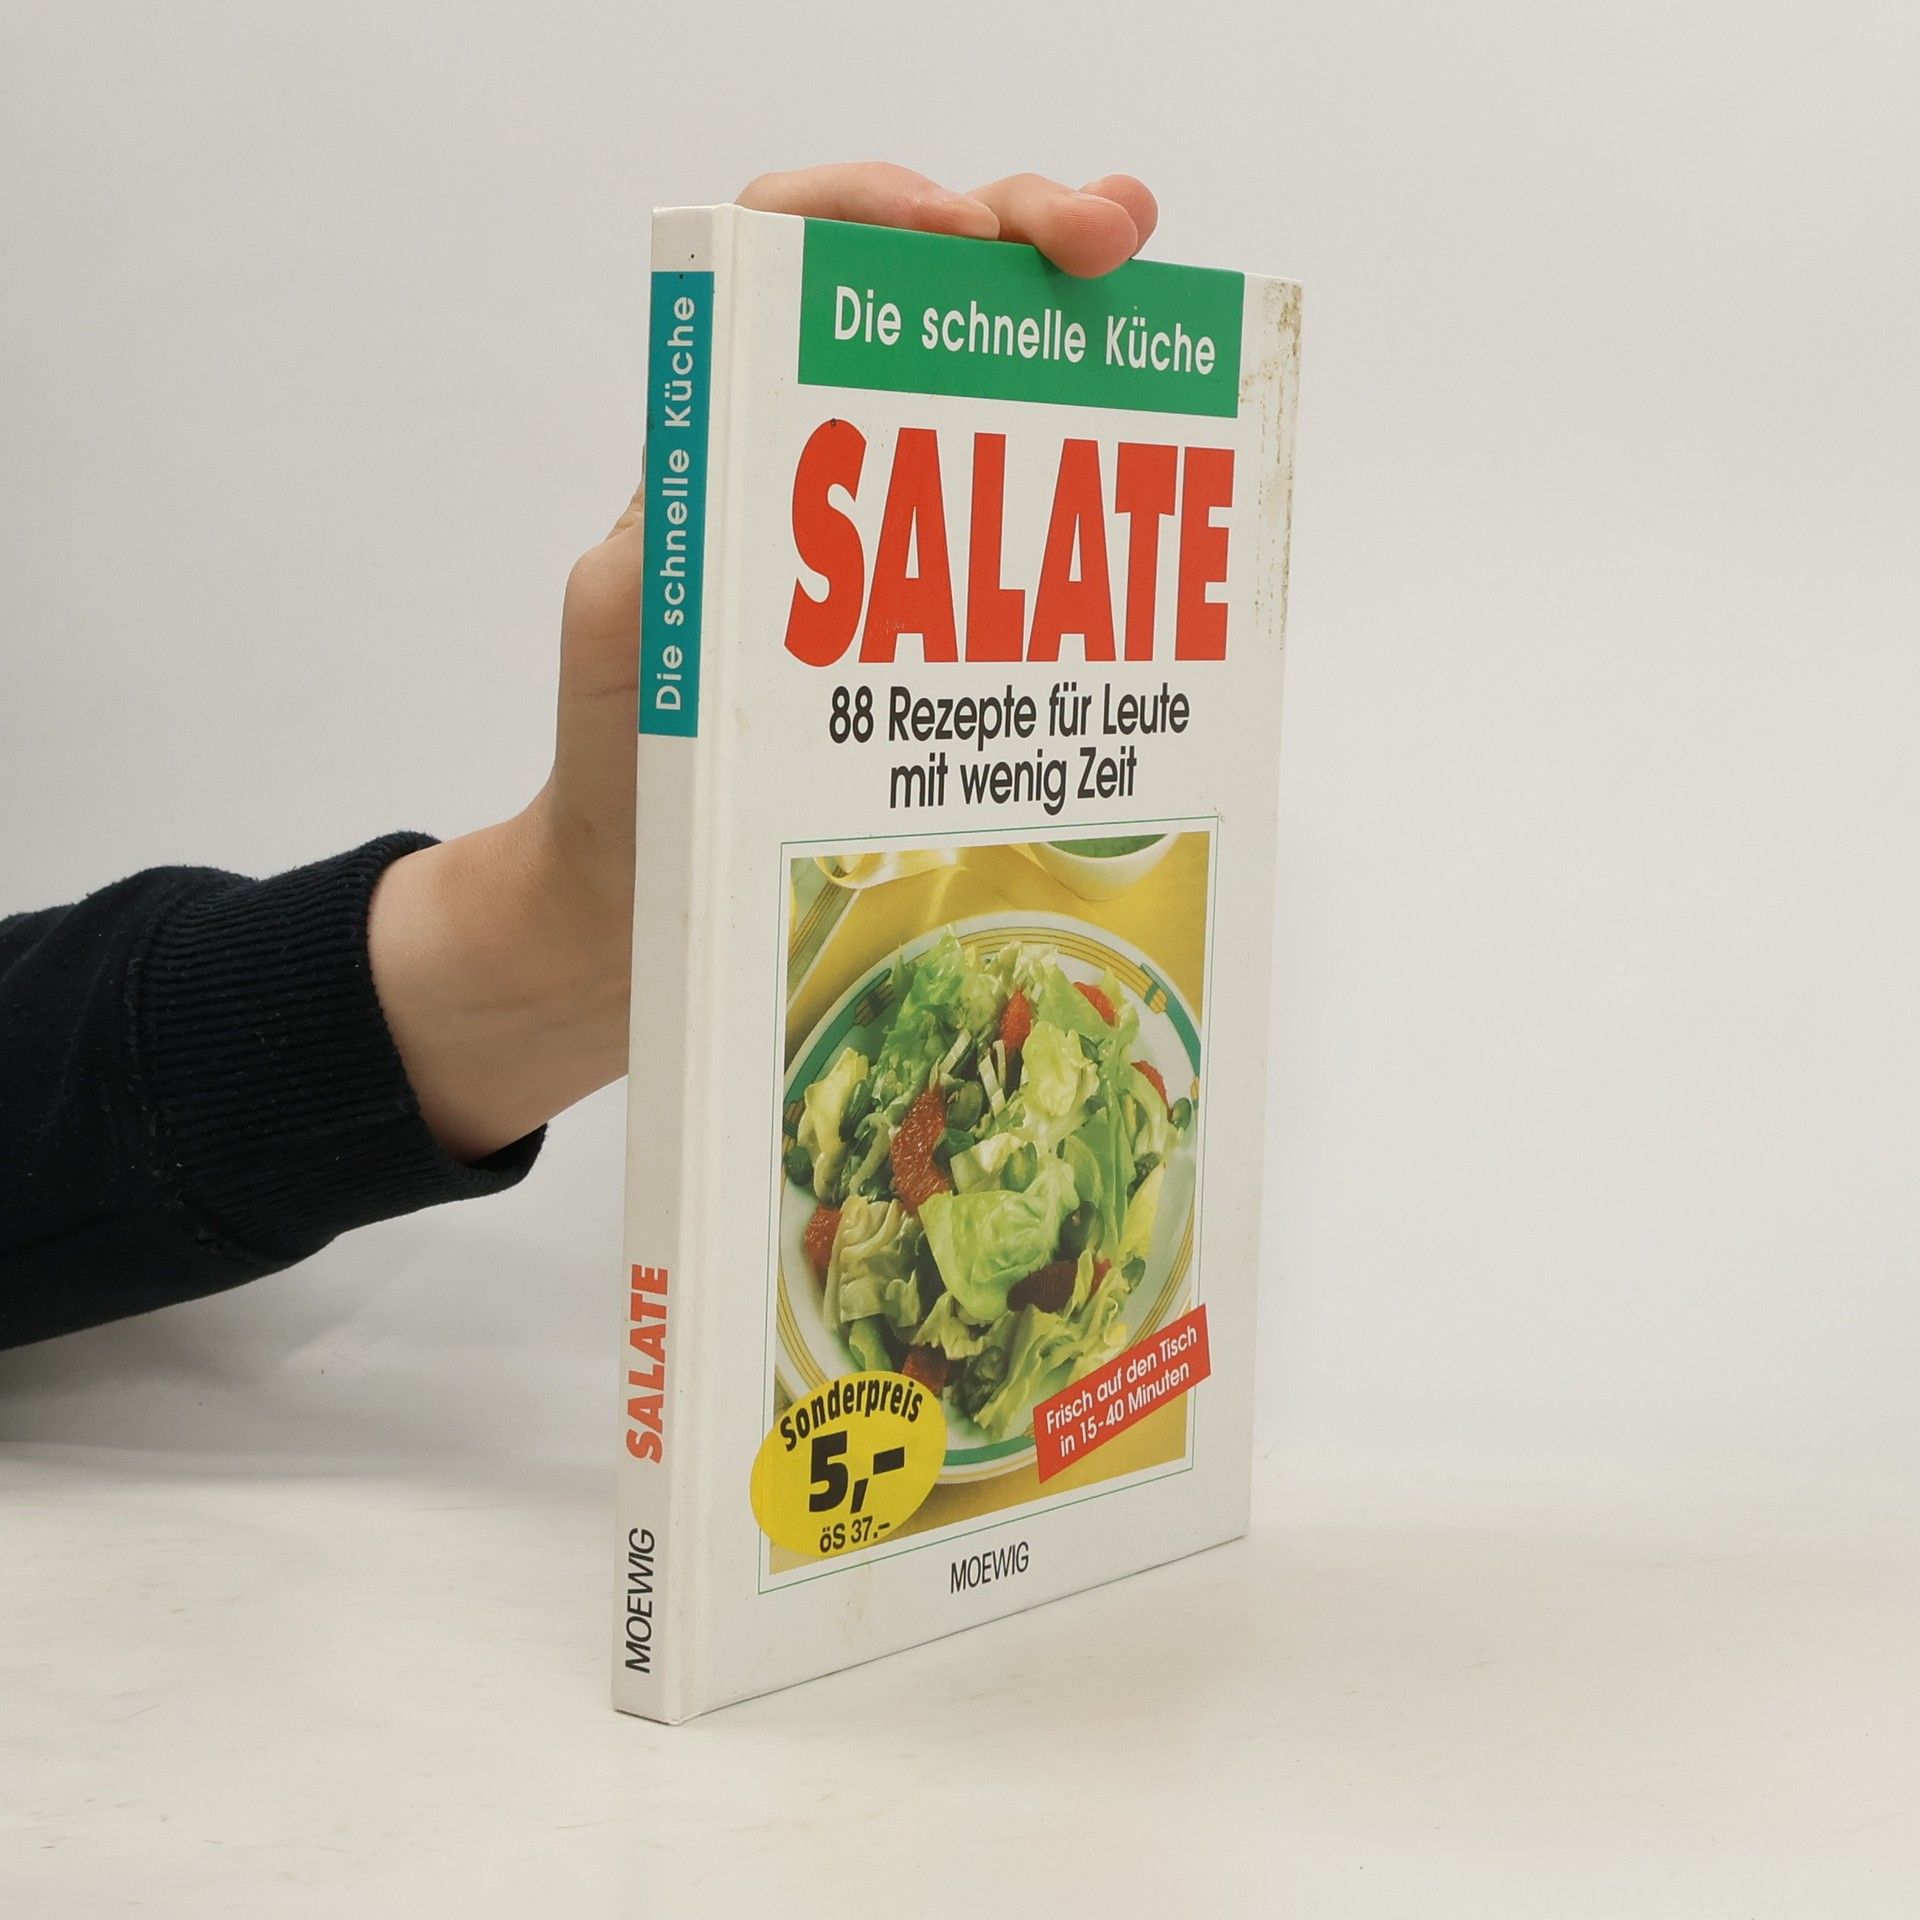 Die schnelle Küche
SALATE
MOEWIG
Die schnelle Küche
SALATE
88 Rezepte für Leute
mit wenig Zeit
Frisch auf den Tisch
in 15-40 Minuten
Sonderpreis
5,-
öS 37.-
MOEWIG